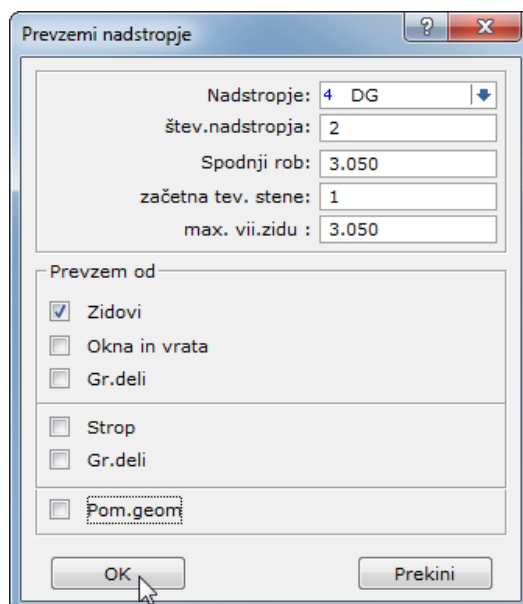 Prevzemi nadstropje
Nadstropje: 4 DG
štev.nadstropja: 2
Spodnji rob: 3.050
začetna tev. stene: 1
max. vii.zidu : 3.050
Prevzem od
Zidovi
Okna in vrata
Gr.deli
Strop
Gr.deli
Pom.geom
OK Prekini